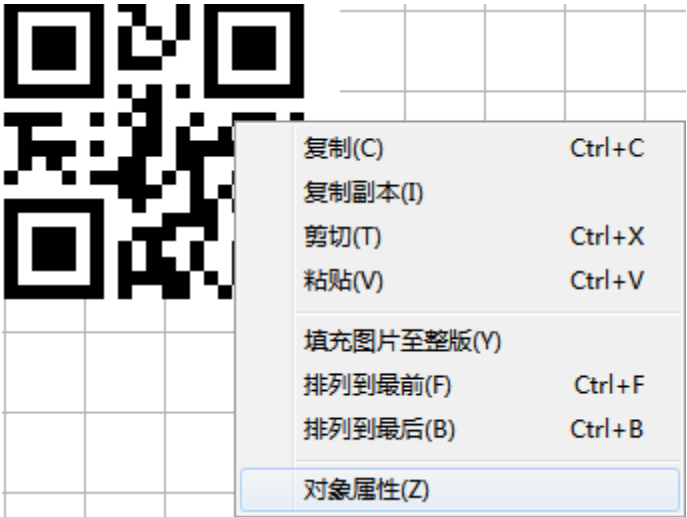 复制(C) Ctrl+C
复制副本(I)
剪切(T) Ctrl+X
粘贴(V) Ctrl+V
填充图片至整版(Y)
排列到最前(F) Ctrl+F
排列到最后(B) Ctrl+B
对象属性(Z)